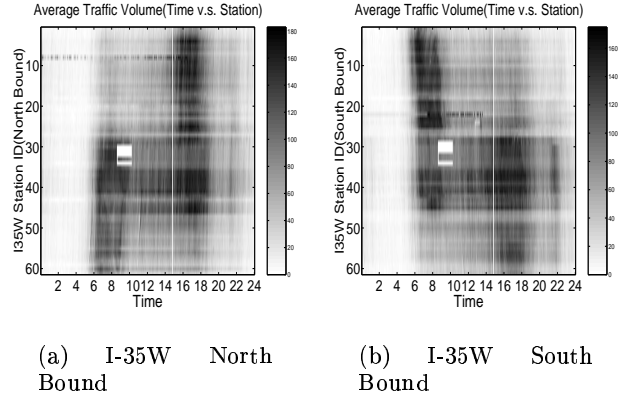 Average Traffic Volume(Time v.s. Station)
I35W Station ID(North Bound)
10
20
30
40
50
60
2 4 6 8 10 12 14 16 18 20 22 24
Time
180
160
140
120
100
80
60
40
20
0
Average Traffic Volume(Time v.s. Station)
I35W Station ID(South Bound)
10
20
30
40
50
60
2 4 6 8 10 12 14 16 18 20 22 24
Time
160
140
120
100
80
60
40
20
0
(a) I-35W North
Bound
(b) I-35W South
Bound